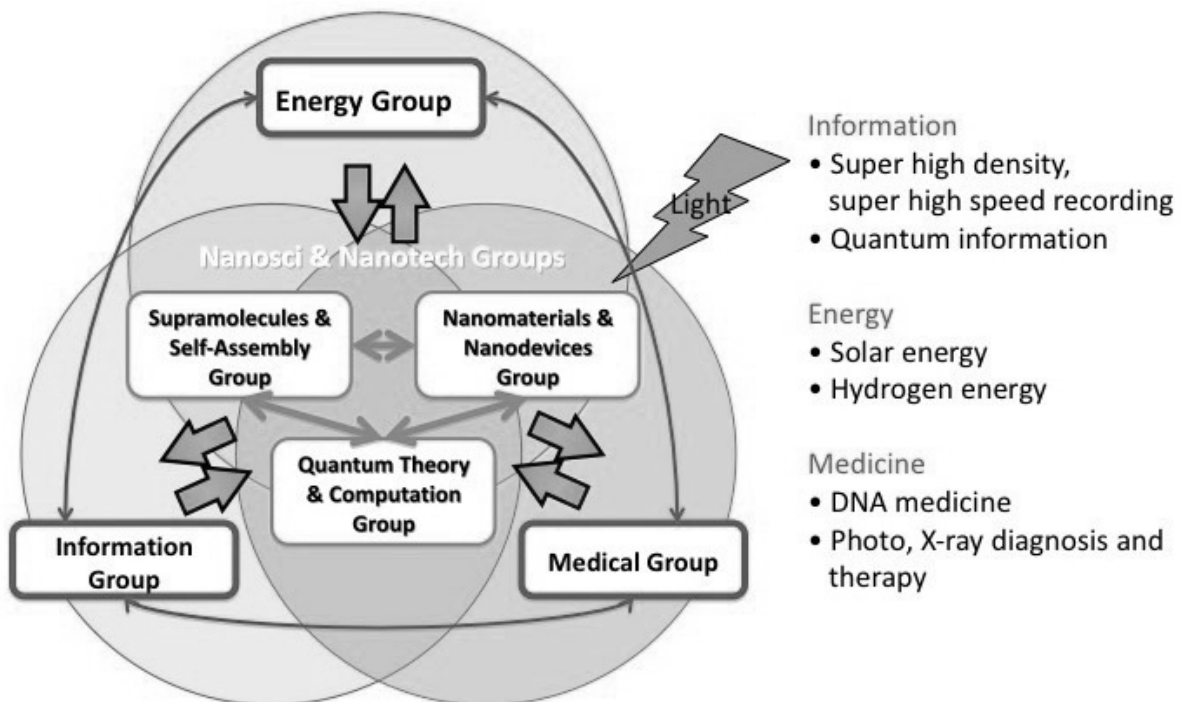 Energy Group
Light
Nanosci & Nanotech Groups
Supramolecules &
Self-Assembly
Group
Nanomaterials &
Nanodevices
Group
Quantum Theory
& Computation
Group
Information
Group
Medical Group
Information
• Super high density,
super high speed recording
• Quantum information
Energy
• Solar energy
• Hydrogen energy
Medicine
• DNA medicine
• Photo, X-ray diagnosis and
therapy